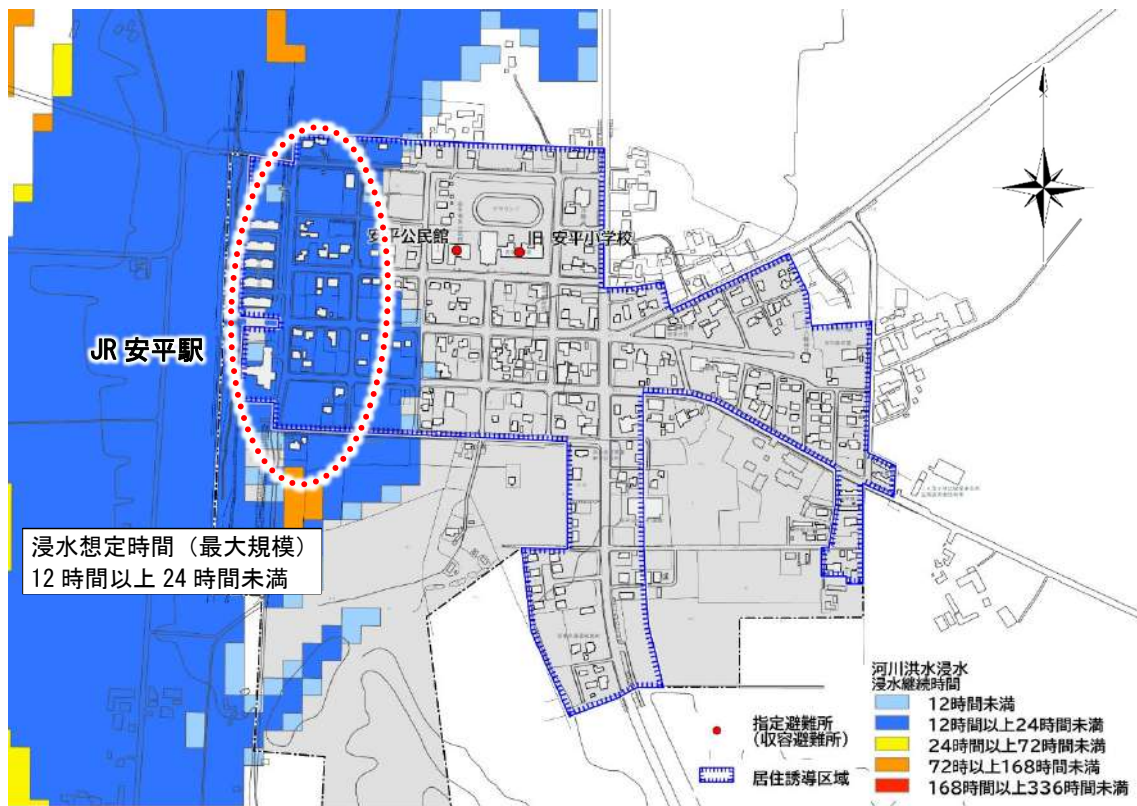 安平公民館
旧 安平小学校
JR 安平駅
浸水想定時間（最大規模）
12 時間以上 24 時間未満
指定避難所
（収容避難所）
居住誘導区域
河川洪水浸水
浸水継続時間
12時間未満
12時間以上24時間未満
24時間以上72時間未満
72時以上168時間未満
168時間以上336時間未満